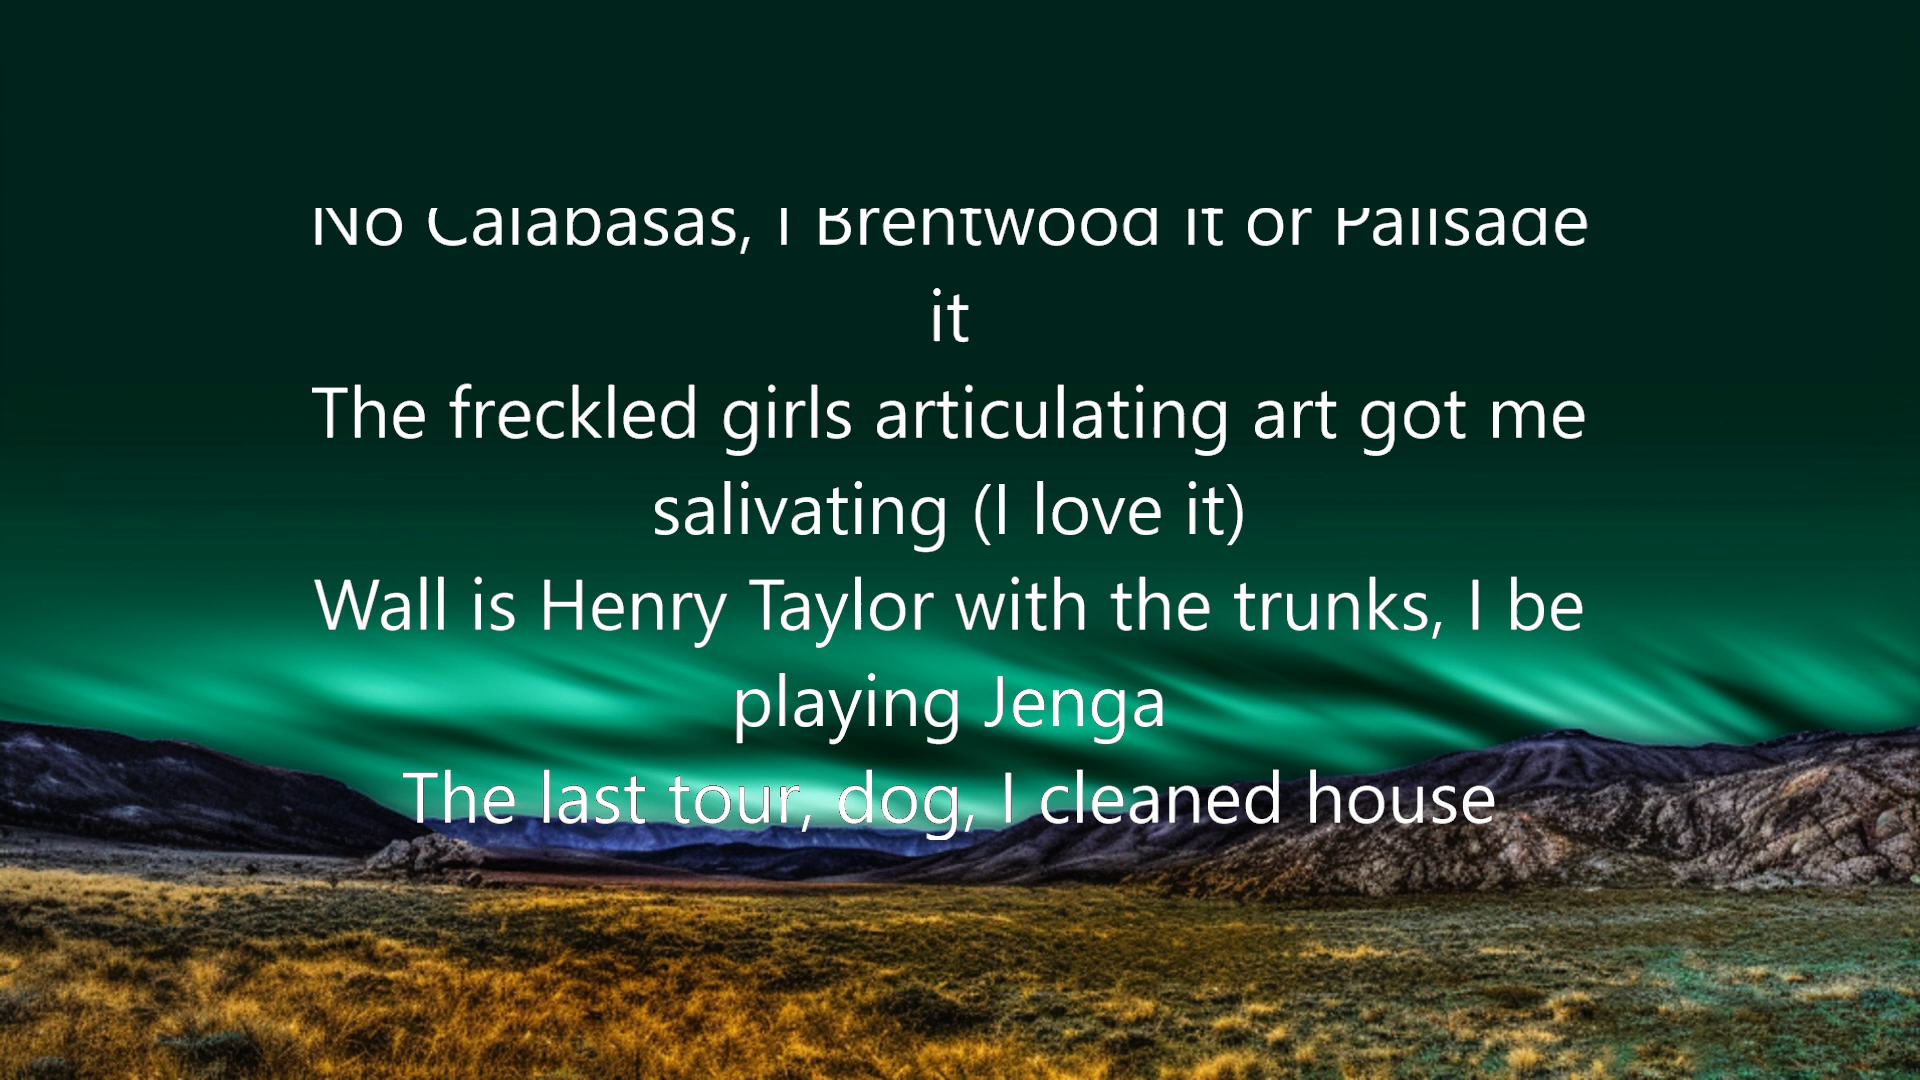 No Calabasas, I Brentwood it or Palisade
it
The freckled girls articulating art got me
salivating (I love it)
Wall is Henry Taylor with the trunks, I be
playing Jenga
The last tour, dog, I cleaned house